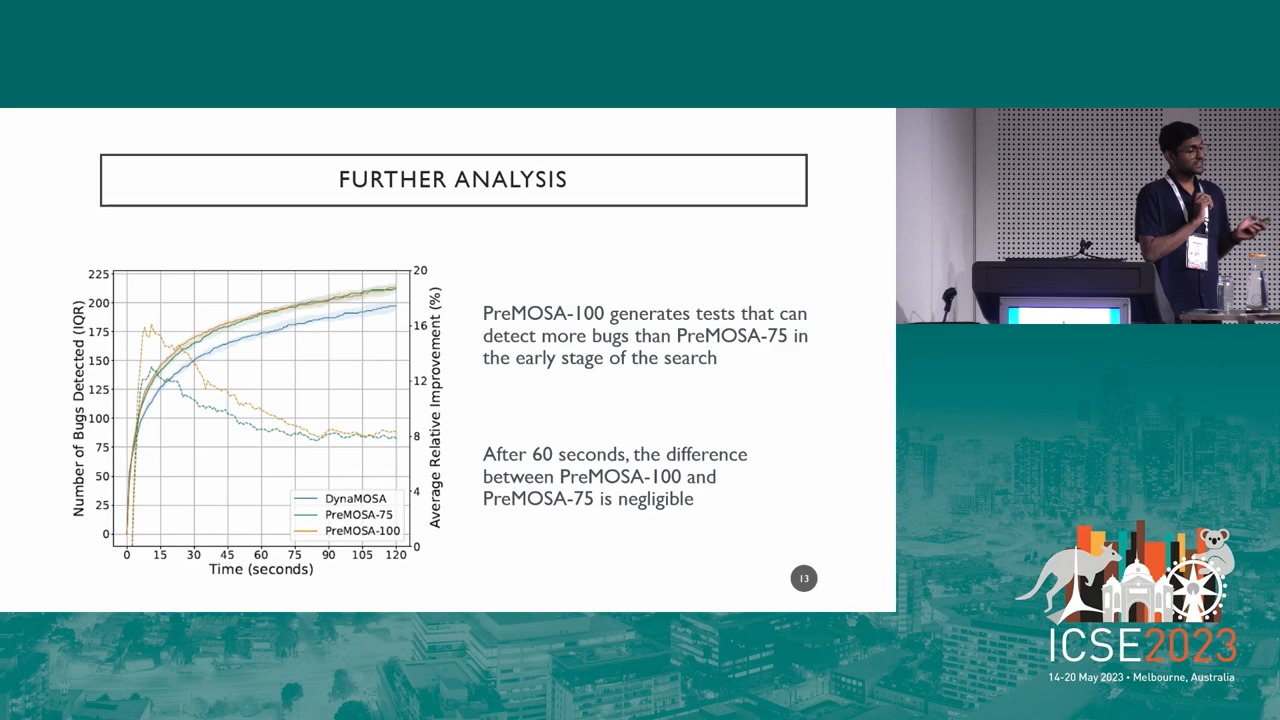 FURTHER ANALYSIS
Number of Bugs Detected (IQR)
225
200
175
150
125
100
75
50
25
0
20
16
12
8
4
0
Average Relative Improvement (%)
DynaMOSA
PreMOSA-75
PreMOSA-100
0 15 30 45 60 75 90 105 120
Time (seconds)
PreMOSA-100 generates tests that can
detect more bugs than PreMOSA-75 in
the early stage of the search
After 60 seconds, the difference
between PreMOSA-100 and
PreMOSA-75 is negligible
13
ICSE2023
14-20 May 2023 • Melbourne, Australia